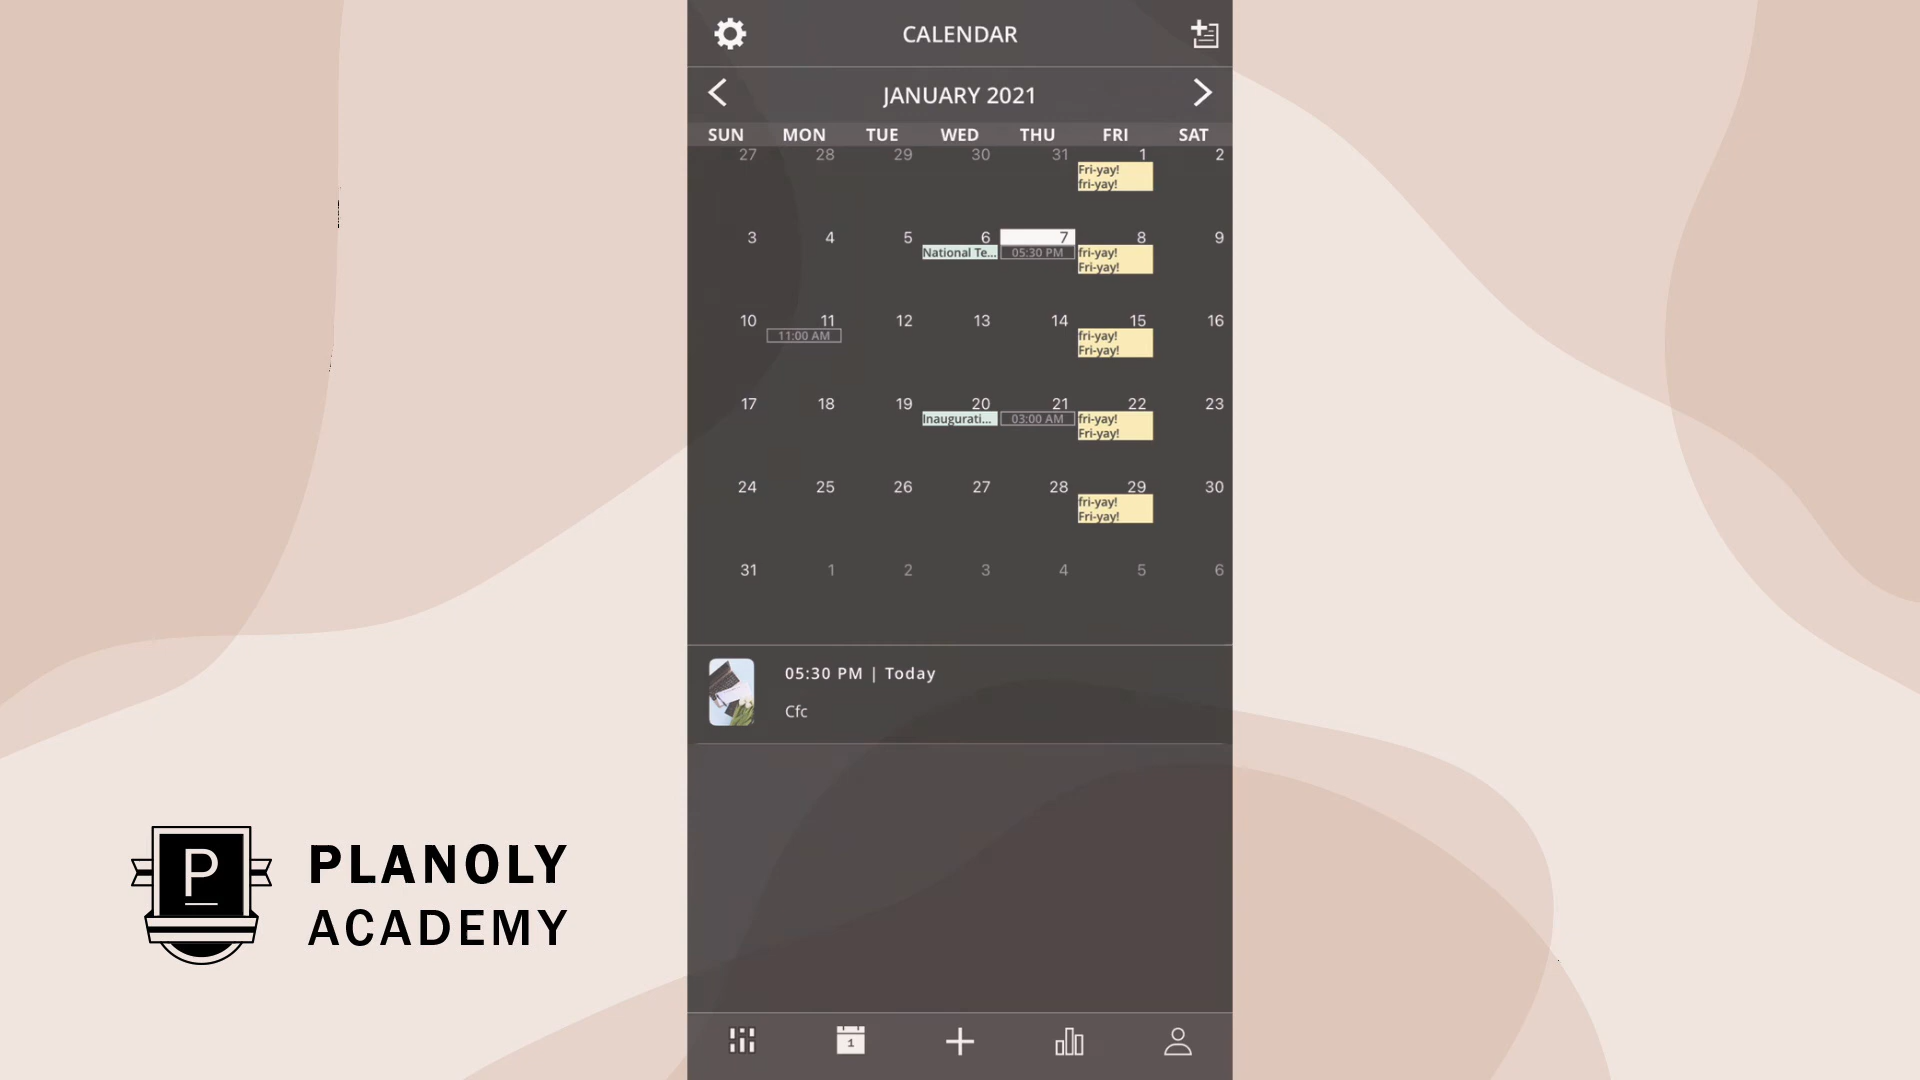 CALENDAR
JANUARY 2021
SUN MON TUE WED THU FRI SAT
27 28 29 30 31 1 2
Fri-yay!
fri-yay!
3 4 5 6 7 8 9
National Te... 05:30 PM fri-yay!
Fri-yay!
10 11 12 13 14 15 16
11:00 AM fri-yay!
Fri-yay!
17 18 19 20 21 22 23
Inaugurati... 03:00 AM fri-yay!
Fri-yay!
24 25 26 27 28 29 30
fri-yay!
Fri-yay!
31 1 2 3 4 5 6
05:30 PM | Today
Cfc
P
PLANOLY
ACADEMY
1